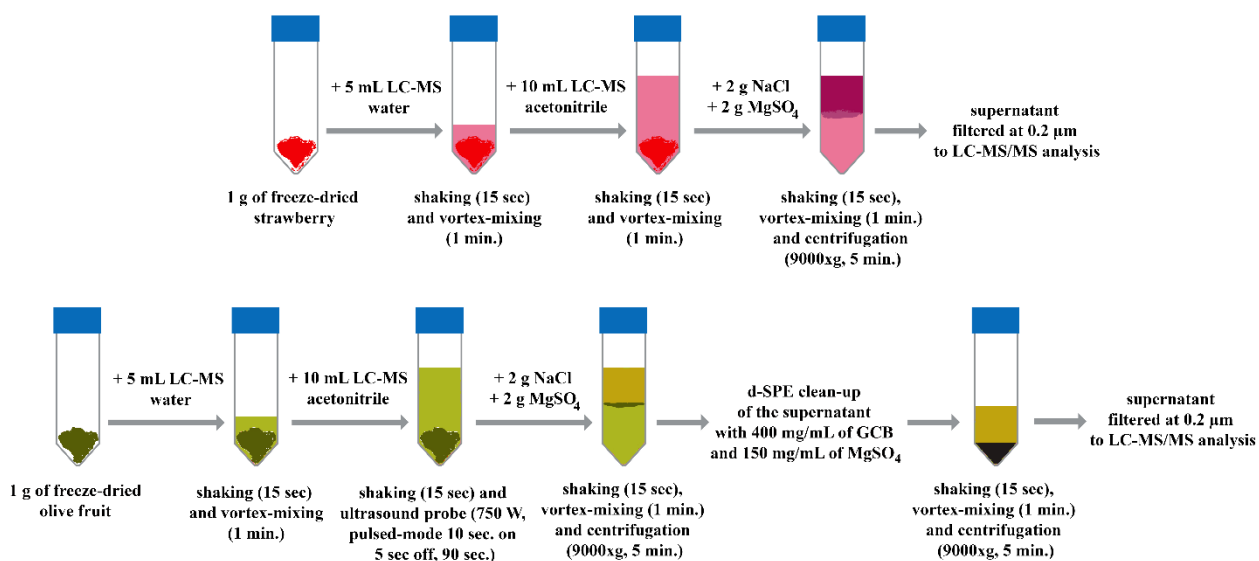 + 5 mL LC-MS
water
+ 10 mL LC-MS
acetonitrile
+ 2 g NaCl
+ 2 g MgSO4
supernatant
filtered at 0.2 µm
to LC-MS/MS analysis
1 g of freeze-dried
strawberry
shaking (15 sec)
and vortex-mixing
(1 min.)
shaking (15 sec)
and vortex-mixing
(1 min.)
shaking (15 sec),
vortex-mixing (1 min.)
and centrifugation
(9000xg, 5 min.)
+ 5 mL LC-MS
water
+ 10 mL LC-MS
acetonitrile
+ 2 g NaCl
+ 2 g MgSO4
d-SPE clean-up
of the supernatant
with 400 mg/mL of GCB
and 150 mg/mL of MgSO4
supernatant
filtered at 0.2 µm
to LC-MS/MS analysis
1 g of freeze-dried
olive fruit
shaking (15 sec)
and vortex-mixing
(1 min.)
shaking (15 sec) and
ultrasound probe (750 W,
pulsed-mode 10 sec. on
5 sec off, 90 sec.)
shaking (15 sec),
vortex-mixing (1 min.)
and centrifugation
(9000xg, 5 min.)
shaking (15 sec),
vortex-mixing (1 min.)
and centrifugation
(9000xg, 5 min.)